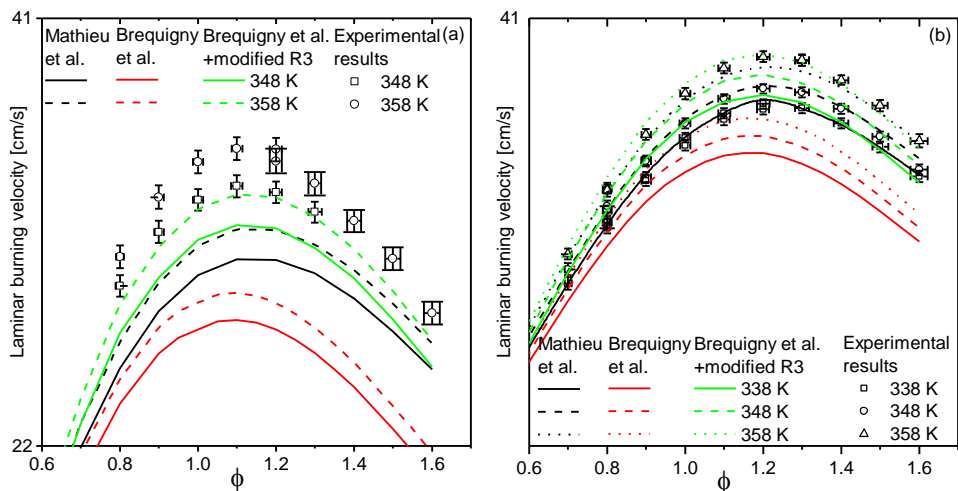 41
Laminar burning velocity [cm/s]
22
Mathieu et al.
Brequigny et al.
Brequigny et al. +modified R3
Experimental results
(a)
348 K
348 K
358 K
358 K
0.6 0.8 1.0 1.2 1.4 1.6
ϕ
41
Laminar burning velocity [cm/s]
22
(b)
Mathieu et al.
Brequigny et al.
Brequigny et al. +modified R3
Experimental results
338 K
338 K
348 K
348 K
358 K
358 K
0.6 0.8 1.0 1.2 1.4 1.6
ϕ